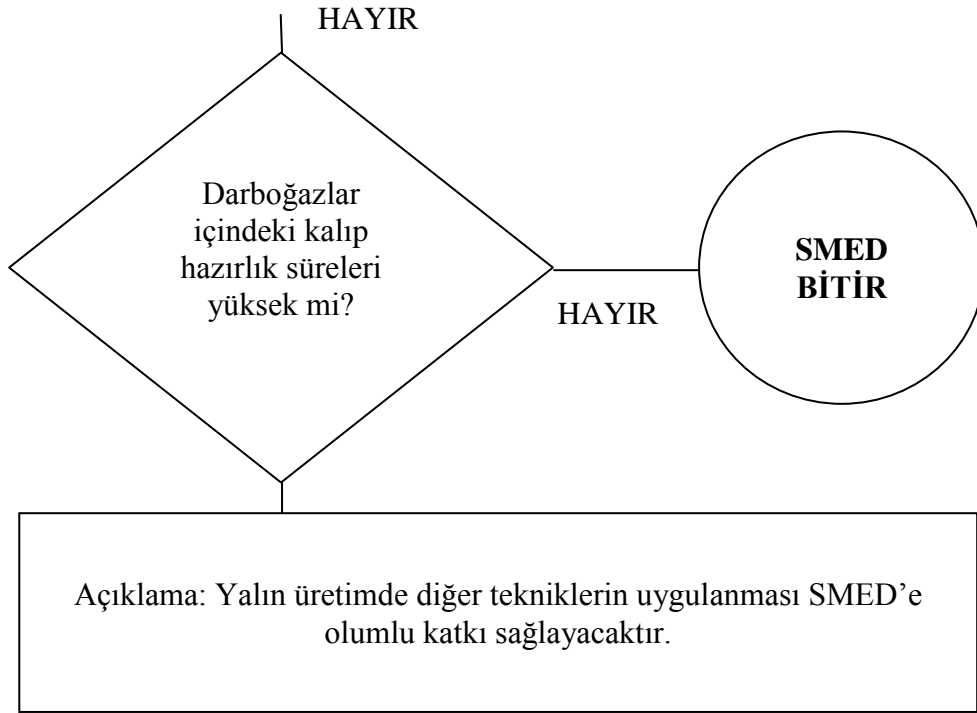 HAYIR
Darboğazlar
içindeki kalıp
hazırlık süreleri
yüksek mi?
HAYIR
SMED
BİTİR
Açıklama: Yalın üretimde diğer tekniklerin uygulanması SMED’e
olumlu katkı sağlayacaktır.